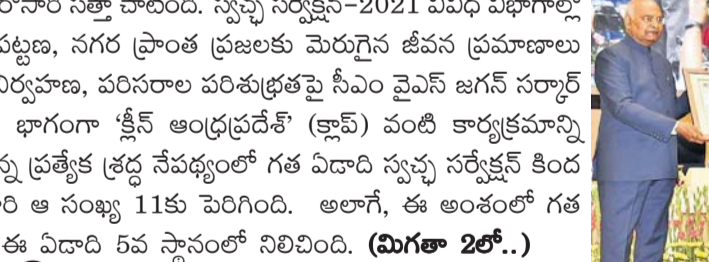 సత్తా చాటింది. స్వచ్ఛ సర్వేక్షన్-2021 వివిధ విభాగాల్లో
పట్టణ, నగర ప్రాంత ప్రజలకు మెరుగైన జీవన ప్రమాణాలు
నిర్వహణ, పరిసరాల పరిశుభ్రతపై సీఎం వైఎస్ జగన్ సర్కార్
భాగంగా ‘క్లీన్ ఆంధ్రప్రదేశ్’ (క్లాప్) వంటి కార్యక్రమాన్ని
ప్రత్యేక శ్రద్ధ నేపథ్యంలో గత ఏడాది స్వచ్ఛ సర్వేక్షన్ కింద
ఆ సంఖ్య 11కు పెరిగింది. అలాగే, ఈ అంశంలో గత
ఈ ఏడాది 5వ స్థానంలో నిలిచింది. (మిగతా 2లో..)